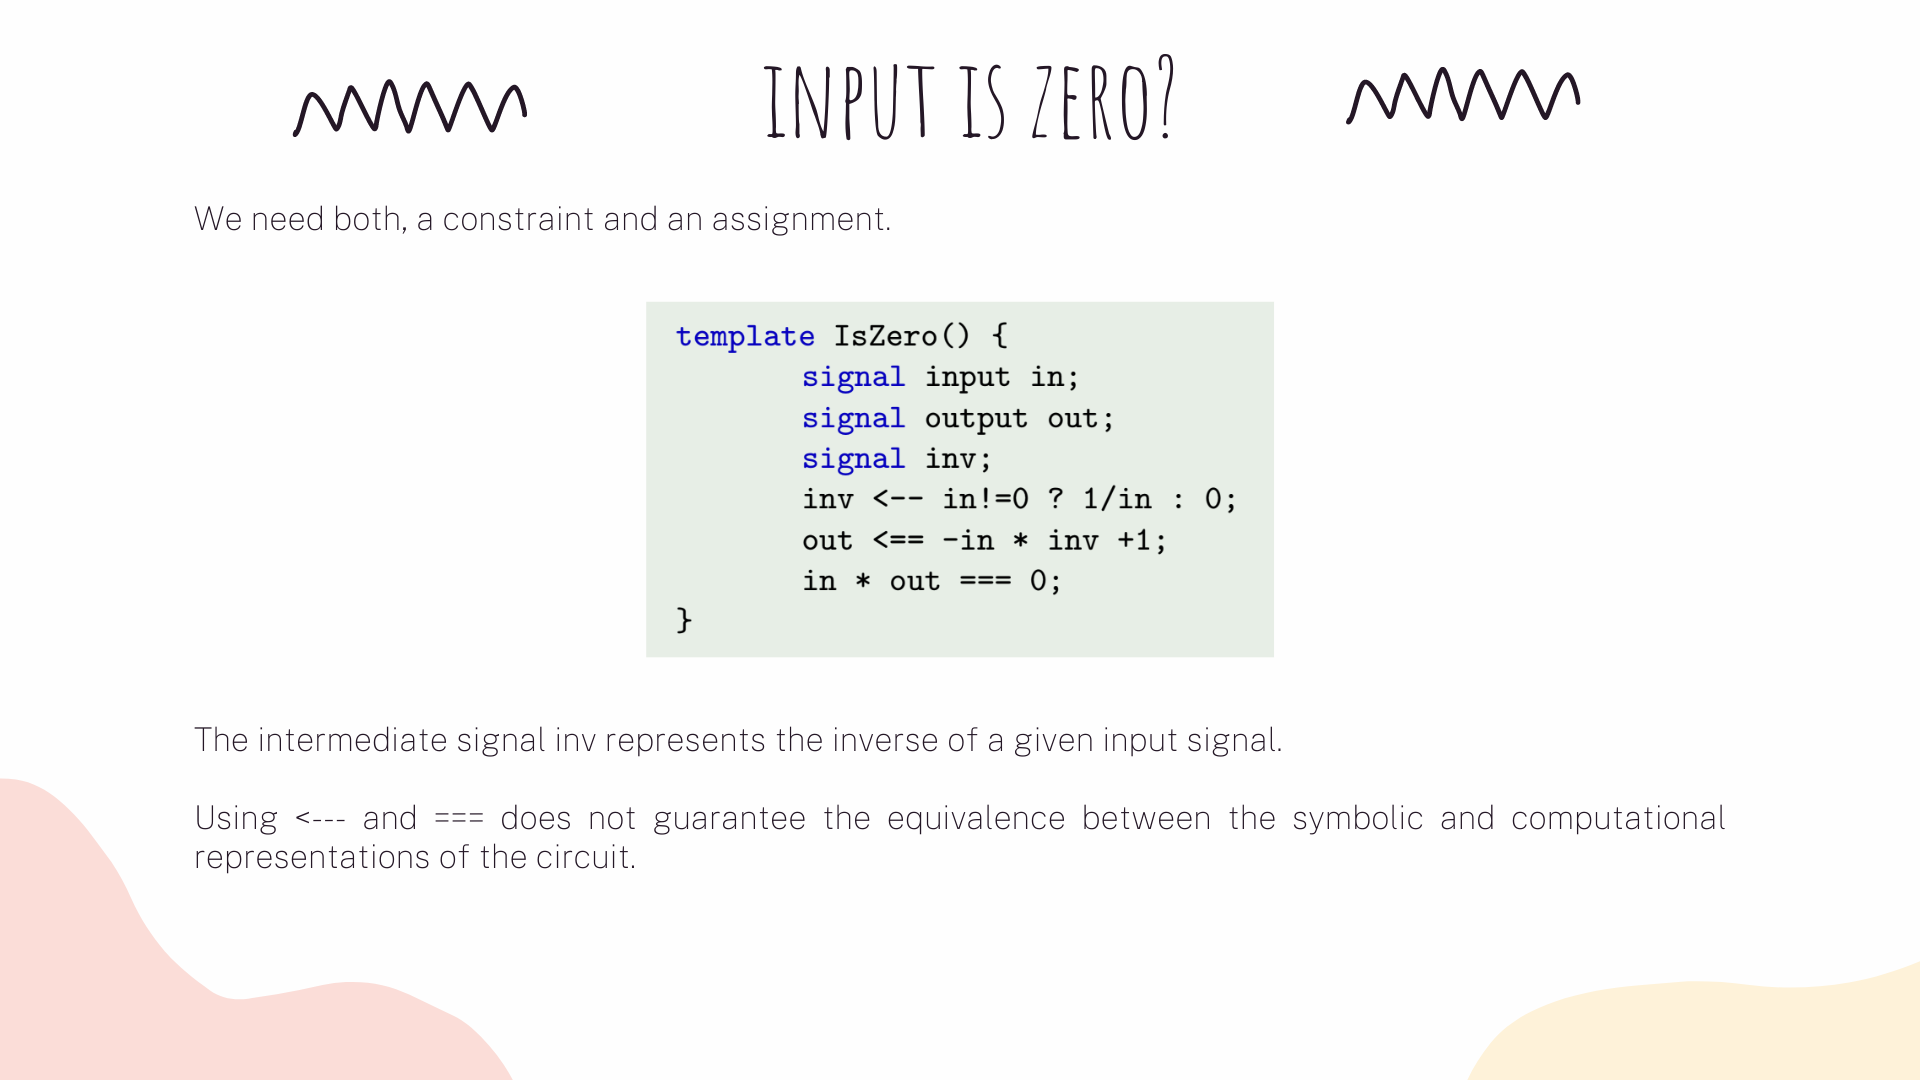 INPUT IS ZERO?
We need both, a constraint and an assignment.
template IsZero() {
signal input in;
signal output out;
signal inv;
inv <-- in!=0 ? 1/in : 0;
out <== -in * inv +1;
in * out === 0;
}
The intermediate signal inv represents the inverse of a given input signal.
Using <--- and === does not guarantee the equivalence between the symbolic and computational
representations of the circuit.